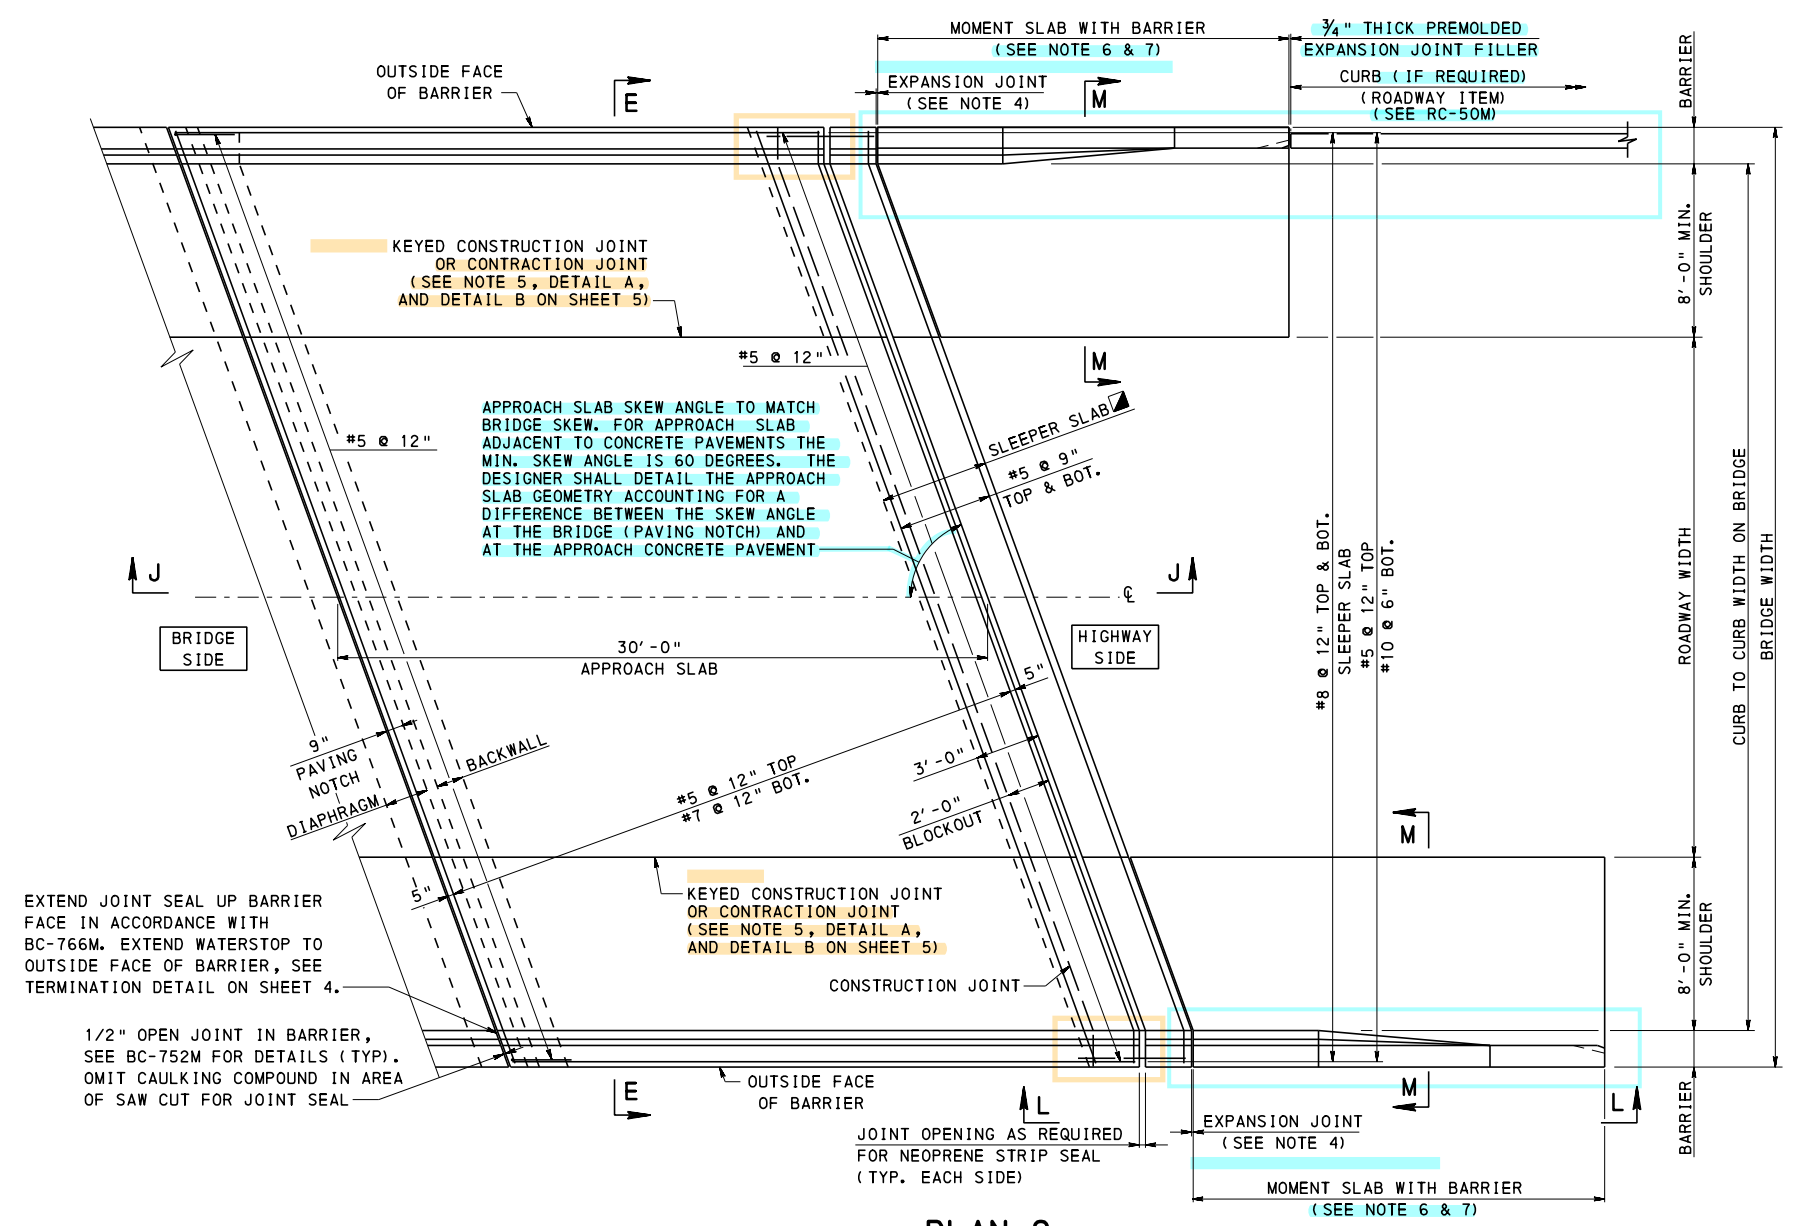 MOMENT SLAB WITH BARRIER
(SEE NOTE 6 & 7)
3/4" THICK PREMOLDED
EXPANSION JOINT FILLER
CURB (IF REQUIRED)
(ROADWAY ITEM)
(SEE RC-50M)
BARRIER
OUTSIDE FACE
OF BARRIER
E
EXPANSION JOINT
(SEE NOTE 4)
M
KEYED CONSTRUCTION JOINT
OR CONTRACTION JOINT
(SEE NOTE 5, DETAIL A,
AND DETAIL B ON SHEET 5)
8'-0" MIN.
SHOULDER
#5 @ 12"
M
APPROACH SLAB SKEW ANGLE TO MATCH
BRIDGE SKEW. FOR APPROACH SLAB
ADJACENT TO CONCRETE PAVEMENTS THE
MIN. SKEW ANGLE IS 60 DEGREES. THE
DESIGNER SHALL DETAIL THE APPROACH
SLAB GEOMETRY ACCOUNTING FOR A
DIFFERENCE BETWEEN THE SKEW ANGLE
AT THE BRIDGE (PAVING NOTCH) AND
AT THE APPROACH CONCRETE PAVEMENT
#5 @ 12"
SLEEPER SLAB
#5 @ 9"
TOP & BOT.
J
J
℄
BRIDGE
SIDE
30'-0"
APPROACH SLAB
HIGHWAY
SIDE
#8 @ 12" TOP & BOT.
SLEEPER SLAB
#5 @ 12" TOP
#10 @ 6" BOT.
ROADWAY WIDTH
CURB TO CURB WIDTH ON BRIDGE
BRIDGE WIDTH
5"
9"
PAVING
NOTCH
DIAPHRAGM
BACKWALL
#5 @ 12" TOP
#7 @ 12" BOT.
3'-0"
2'-0"
BLOCKOUT
M
5"
KEYED CONSTRUCTION JOINT
OR CONTRACTION JOINT
(SEE NOTE 5, DETAIL A,
AND DETAIL B ON SHEET 5)
EXTEND JOINT SEAL UP BARRIER
FACE IN ACCORDANCE WITH
BC-766M. EXTEND WATERSTOP TO
OUTSIDE FACE OF BARRIER, SEE
TERMINATION DETAIL ON SHEET 4.
CONSTRUCTION JOINT
8'-0" MIN.
SHOULDER
1/2" OPEN JOINT IN BARRIER,
SEE BC-752M FOR DETAILS (TYP).
OMIT CAULKING COMPOUND IN AREA
OF SAW CUT FOR JOINT SEAL
E
OUTSIDE FACE
OF BARRIER
L
M
L
BARRIER
JOINT OPENING AS REQUIRED
FOR NEOPRENE STRIP SEAL
(TYP. EACH SIDE)
EXPANSION JOINT
(SEE NOTE 4)
MOMENT SLAB WITH BARRIER
(SEE NOTE 6 & 7)
PLAN